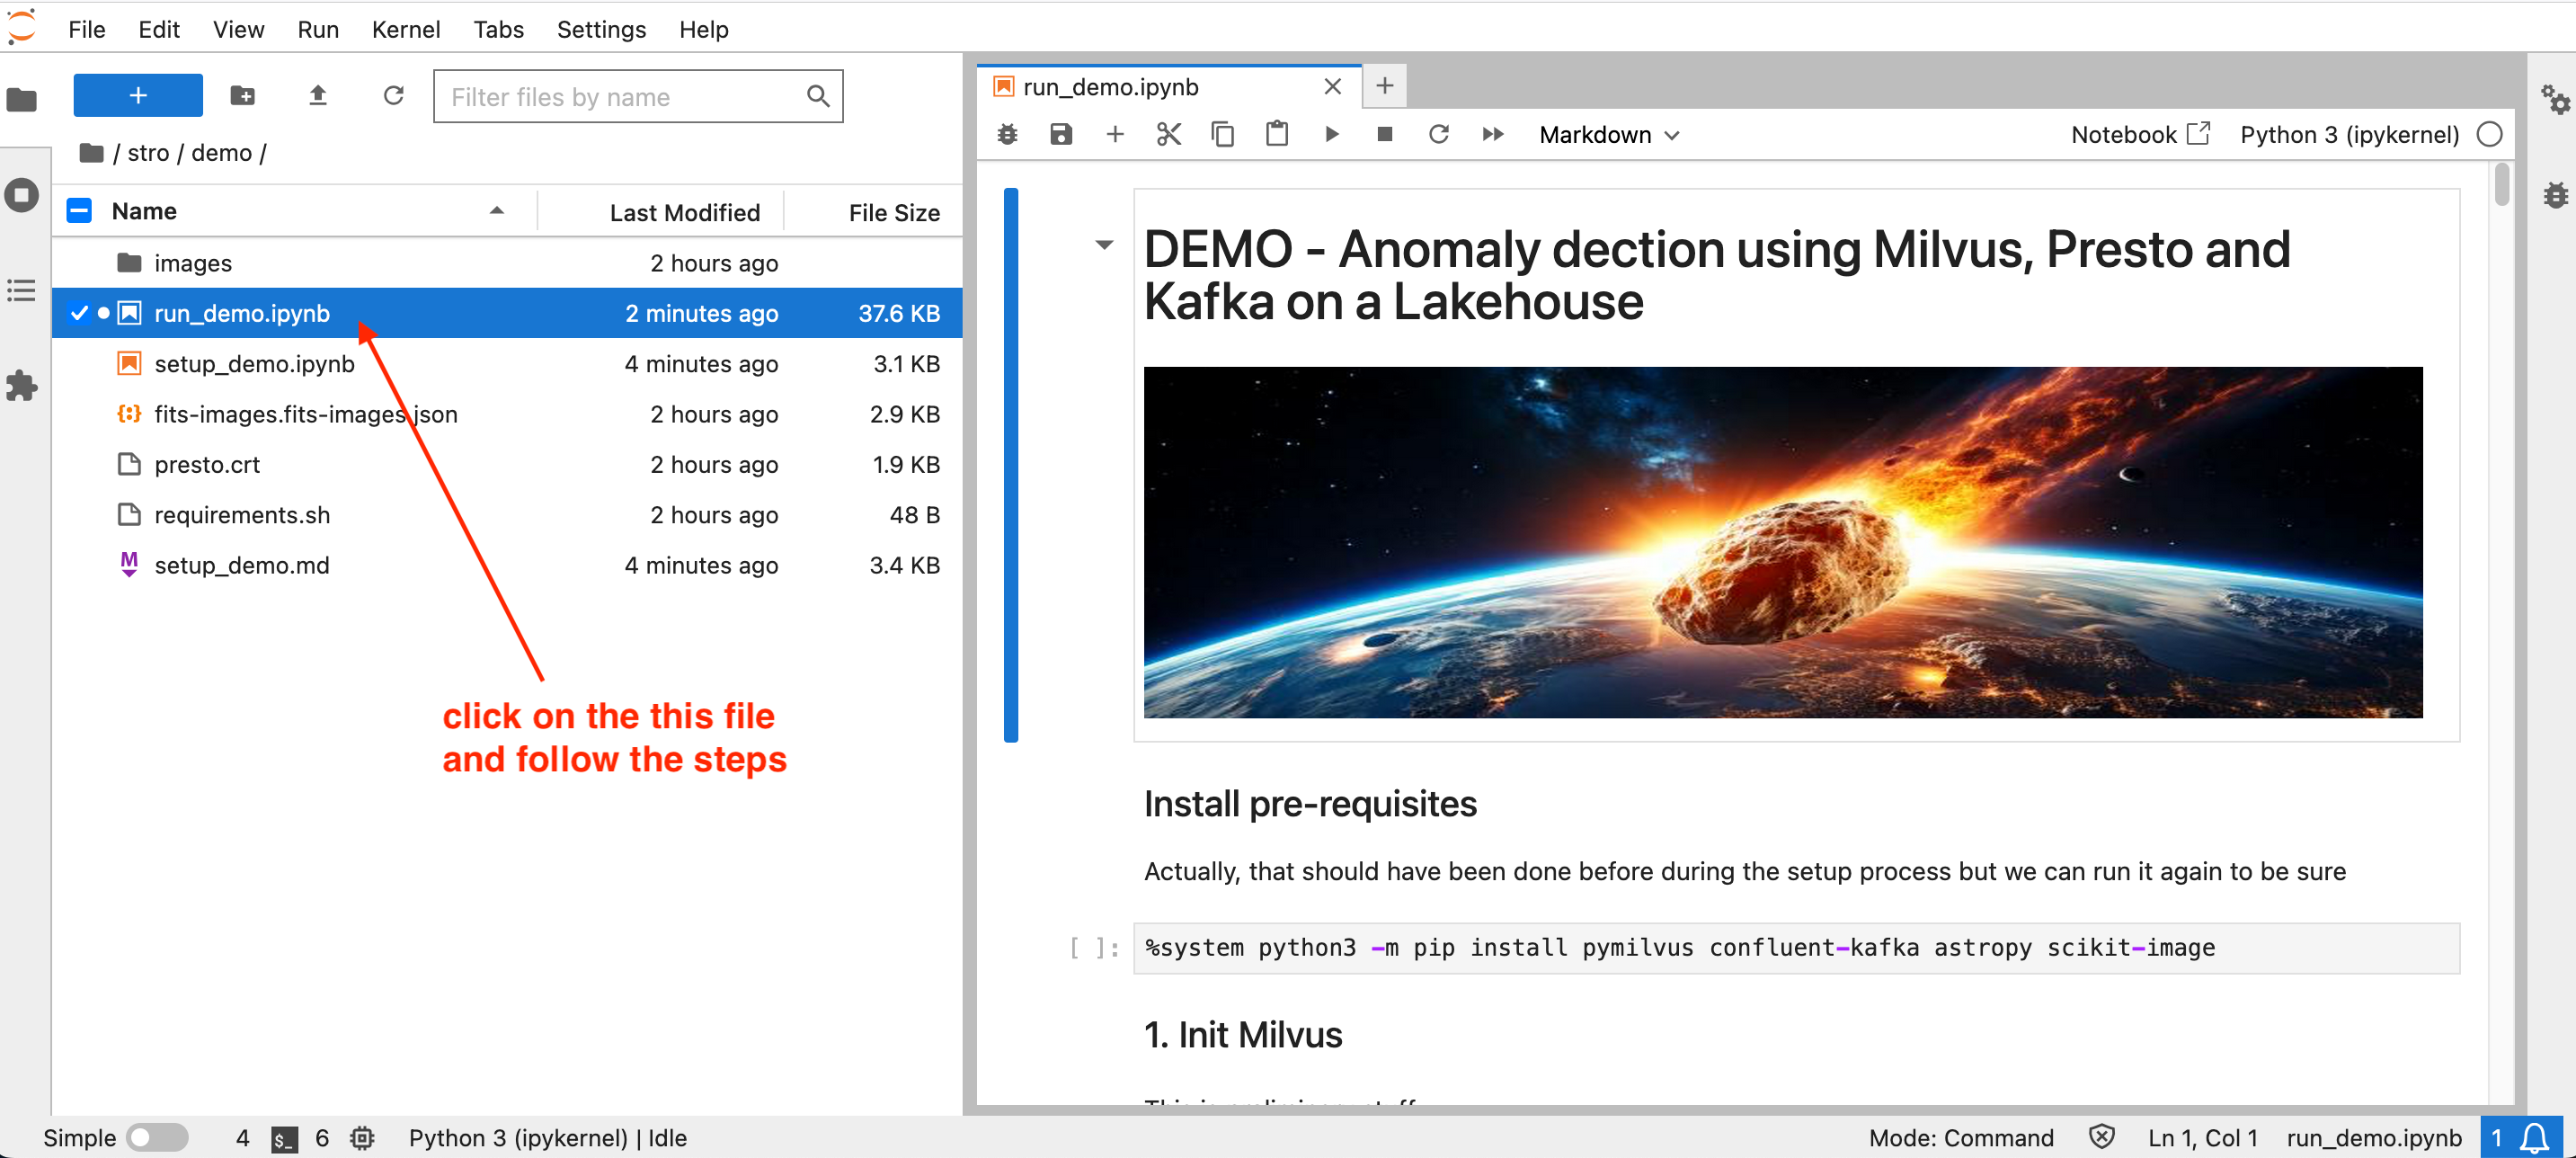 File Edit View Run Kernel Tabs Settings Help
+
Filter files by name
/ stro / demo /
Name Last Modified File Size
images 2 hours ago
run_demo.ipynb 2 minutes ago 37.6 KB
setup_demo.ipynb 4 minutes ago 3.1 KB
fits-images.fits-images.json 2 hours ago 2.9 KB
presto.crt 2 hours ago 1.9 KB
requirements.sh 2 hours ago 48 B
setup_demo.md 4 minutes ago 3.4 KB
click on the this file
and follow the steps
run_demo.ipynb
Markdown Notebook Python 3 (ipykernel)
DEMO - Anomaly dection using Milvus, Presto and
Kafka on a Lakehouse
Install pre-requisites
Actually, that should have been done before during the setup process but we can run it again to be sure
[ ]: %system python3 -m pip install pymilvus confluent-kafka astropy scikit-image
1. Init Milvus
Simple 4 $_ 6 Python 3 (ipykernel) | Idle Mode: Command Ln 1, Col 1 run_demo.ipynb 1